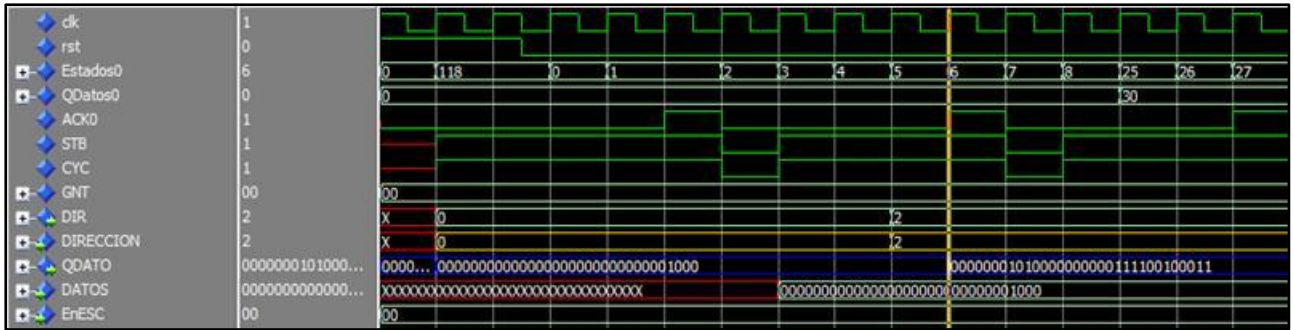 clk 1
rst 0
Estados0 6 0 118 0 1 2 3 4 5 6 7 8 25 26 27
QDatos0 0 0 30
ACK0 1
STB 1
CYC 1
GNT 00 00
DIR 2 X 0 2
DIRECCION 2 X 0 2
QDATO 0000000101000... 0000... 00000000000000000000000000001000 00000001010000000000111100100011
DATOS 0000000000000... XXXXXXXXXXXXXXXXXXXXXXXXXXXXXXXX 00000000000000000000000000001000
EnESC 00 00